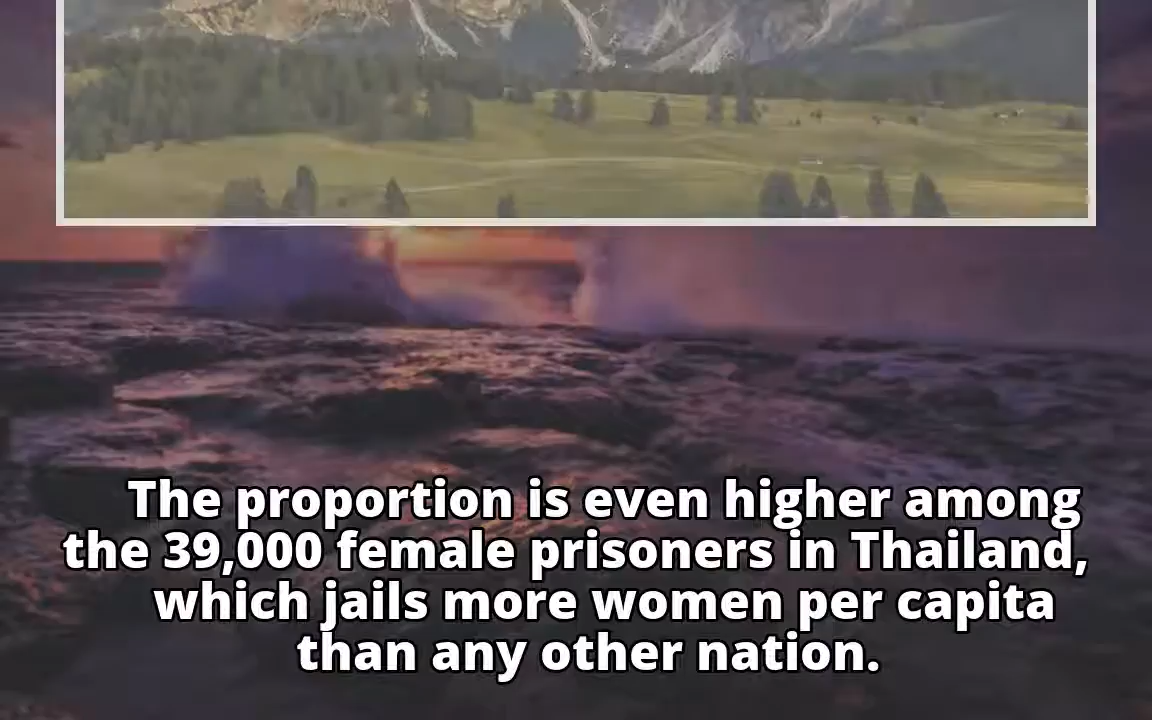 The proportion is even higher among
the 39,000 female prisoners in Thailand,
which jails more women per capita
than any other nation.